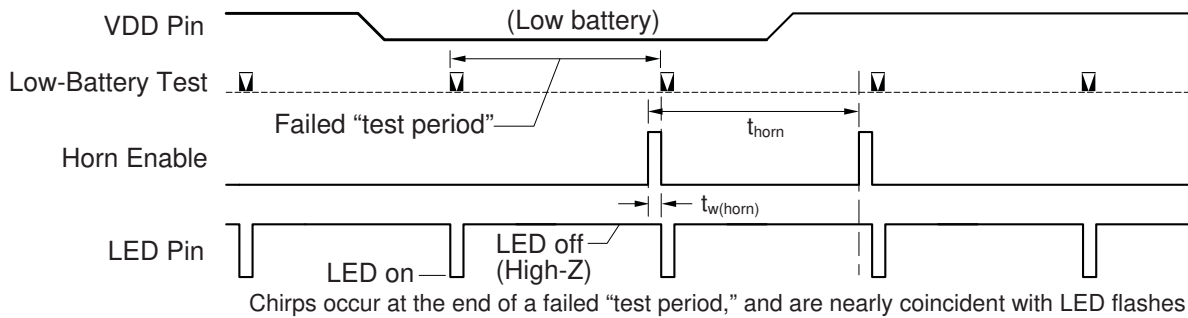 VDD Pin
(Low battery)
Low-Battery Test
Failed “test period”
thorn
Horn Enable
tw(horn)
LED Pin
LED off
(High-Z)
LED on
Chirps occur at the end of a failed “test period,” and are nearly coincident with LED flashes